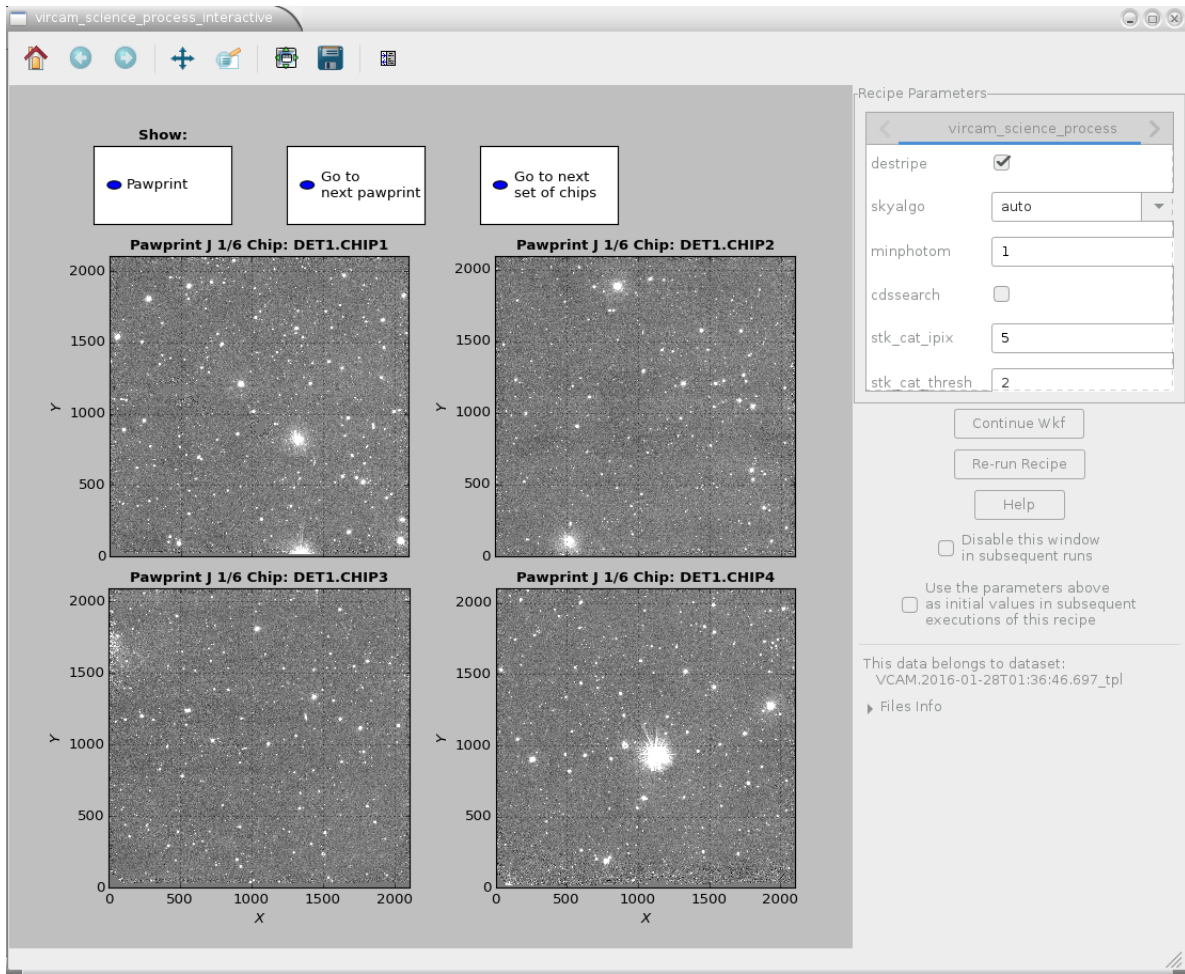 vircam_science_process_interactive
Show:
Pawprint
Go to
next pawprint
Go to next
set of chips
Pawprint J 1/6 Chip: DET1.CHIP1
2000
1500
1000
500
0
Y
Pawprint J 1/6 Chip: DET1.CHIP2
2000
1500
1000
500
0
Y
Pawprint J 1/6 Chip: DET1.CHIP3
2000
1500
1000
500
0
Y
0 500 1000 1500 2000
X
Pawprint J 1/6 Chip: DET1.CHIP4
2000
1500
1000
500
0
Y
0 500 1000 1500 2000
X
Recipe Parameters
vircam_science_process
destripe
skyalgo auto
minphotom 1
cdssearch
stk_cat_ipix 5
stk_cat_thresh 2
Continue Wkf
Re-run Recipe
Help
Disable this window
in subsequent runs
Use the parameters above
as initial values in subsequent
executions of this recipe
This data belongs to dataset:
VCAM.2016-01-28T01:36:46.697_tpl
Files Info